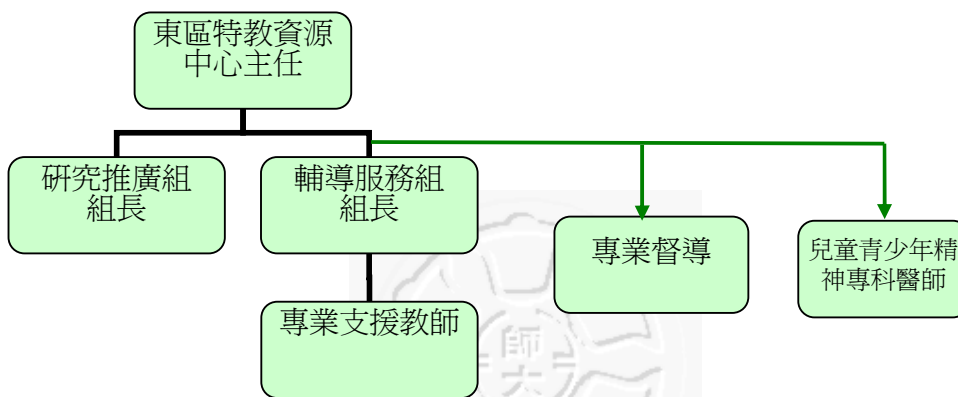 東區特教資源
中心主任
研究推廣組
組長
輔導服務組
組長
專業督導
兒童青少年精
神專科醫師
專業支援教師
師
大